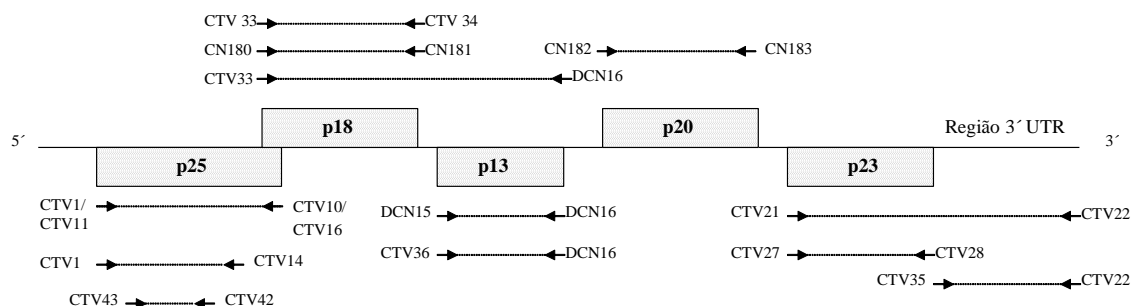 CTV 33 CTV 34
CN180 CN181 CN182 CN183
CTV33 DCN16
p18 p20 Região 3´ UTR
5´ 3´
p25 p13 p23
CTV1/ CTV10/ DCN15 DCN16 CTV21 CTV22
CTV11 CTV16
CTV1 CTV14 CTV36 DCN16 CTV27 CTV28
CTV35 CTV22
CTV43 CTV42